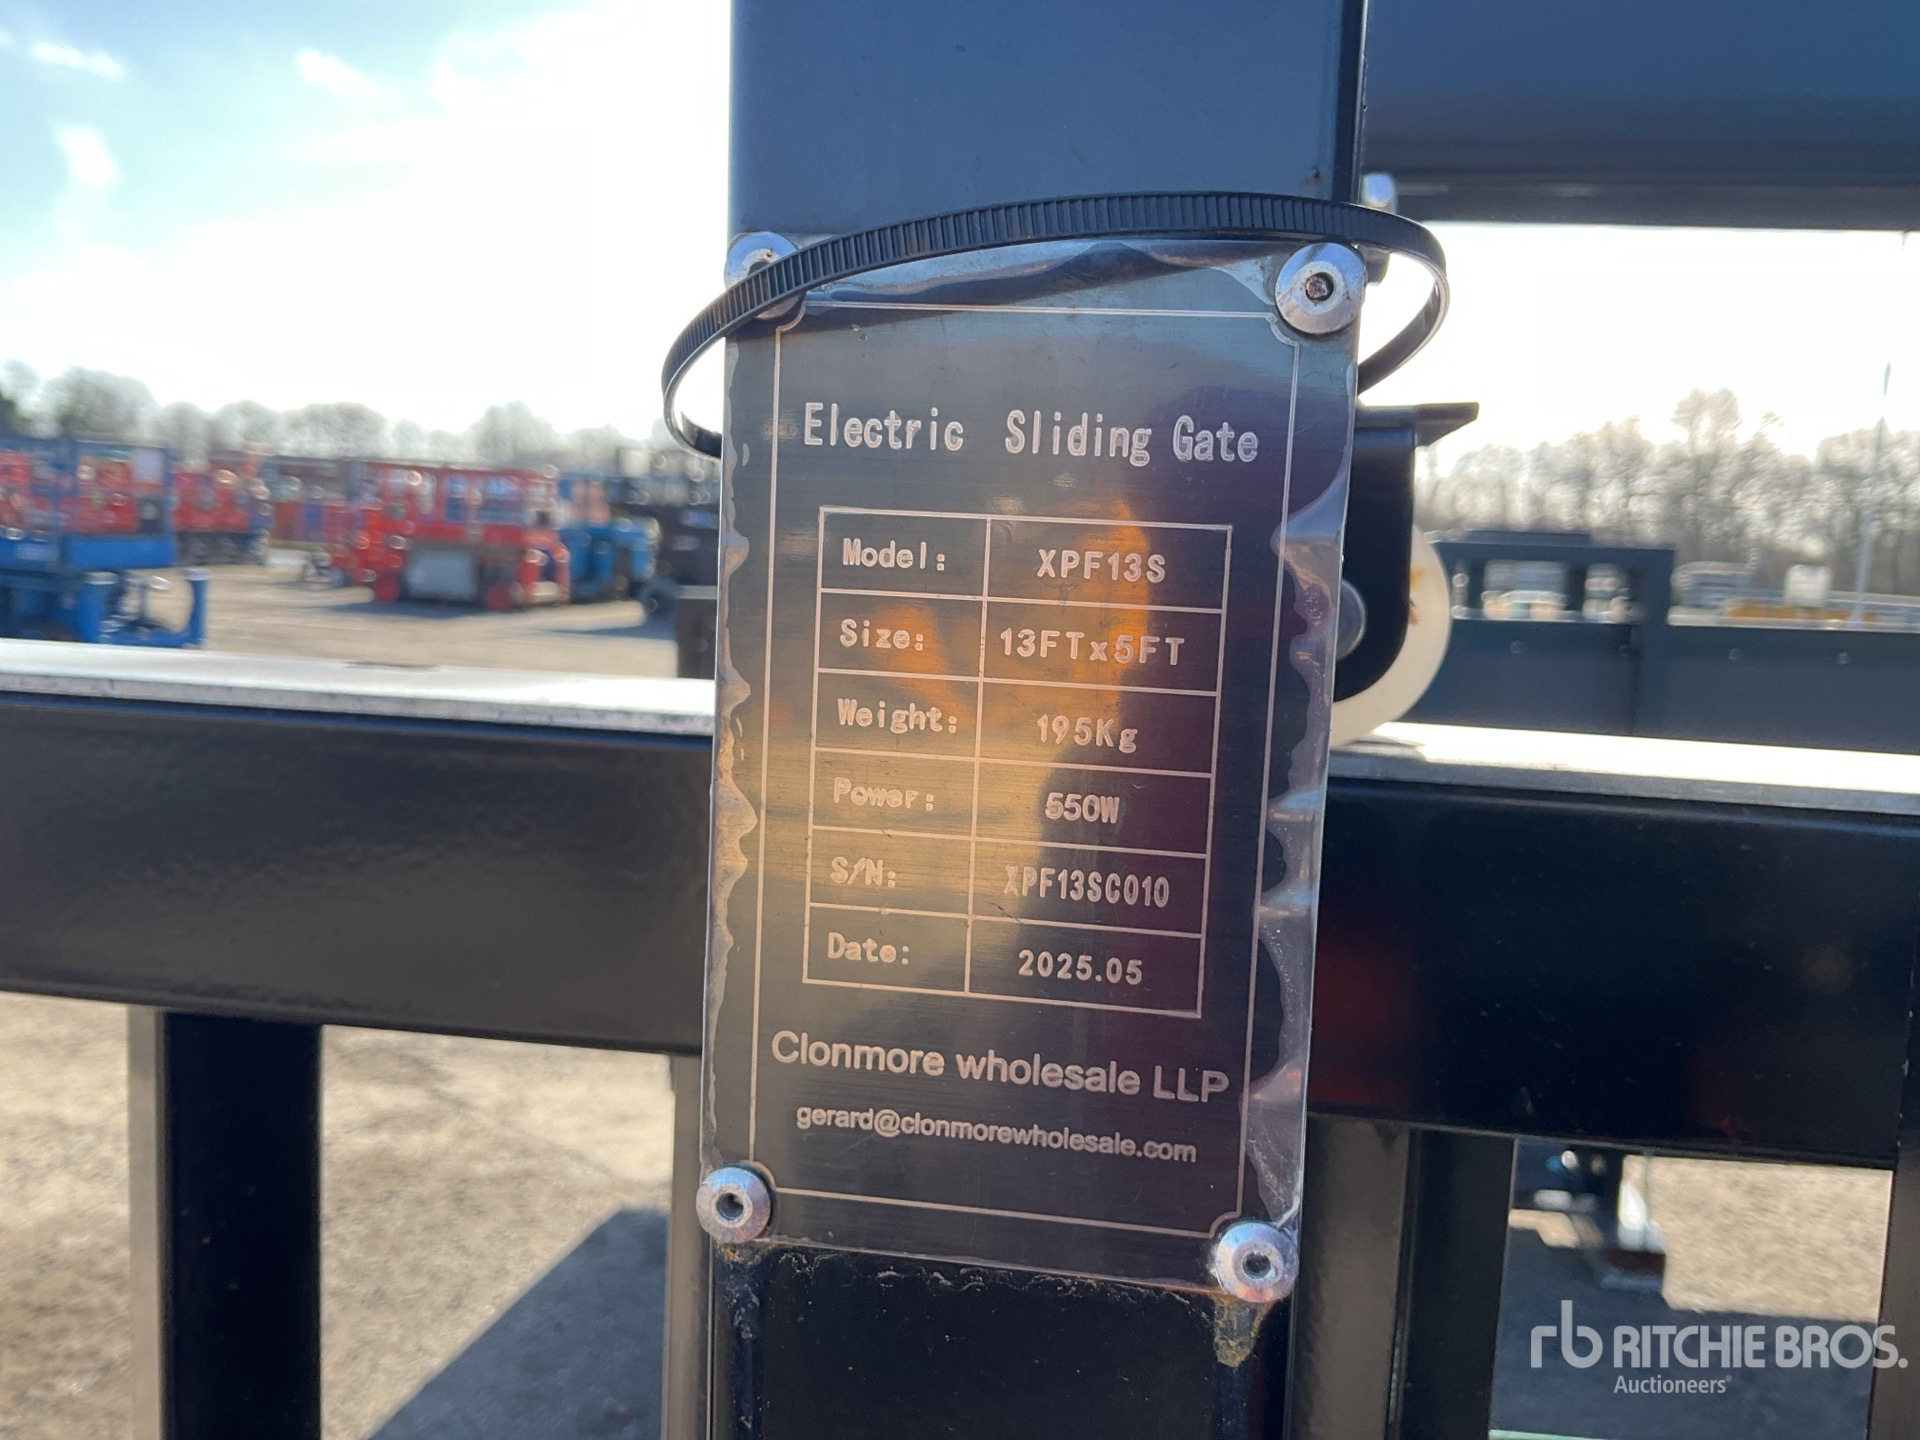 Electric Sliding Gate
Model: XPF13S
Size: 13FTx5FT
Weight: 195Kg
Power: 550W
S/N: XPF13SC010
Date: 2025.05
Clonmore wholesale LLP
gerard@clonmorewholesale.com
rb RITCHIE BROS.
Auctioneers